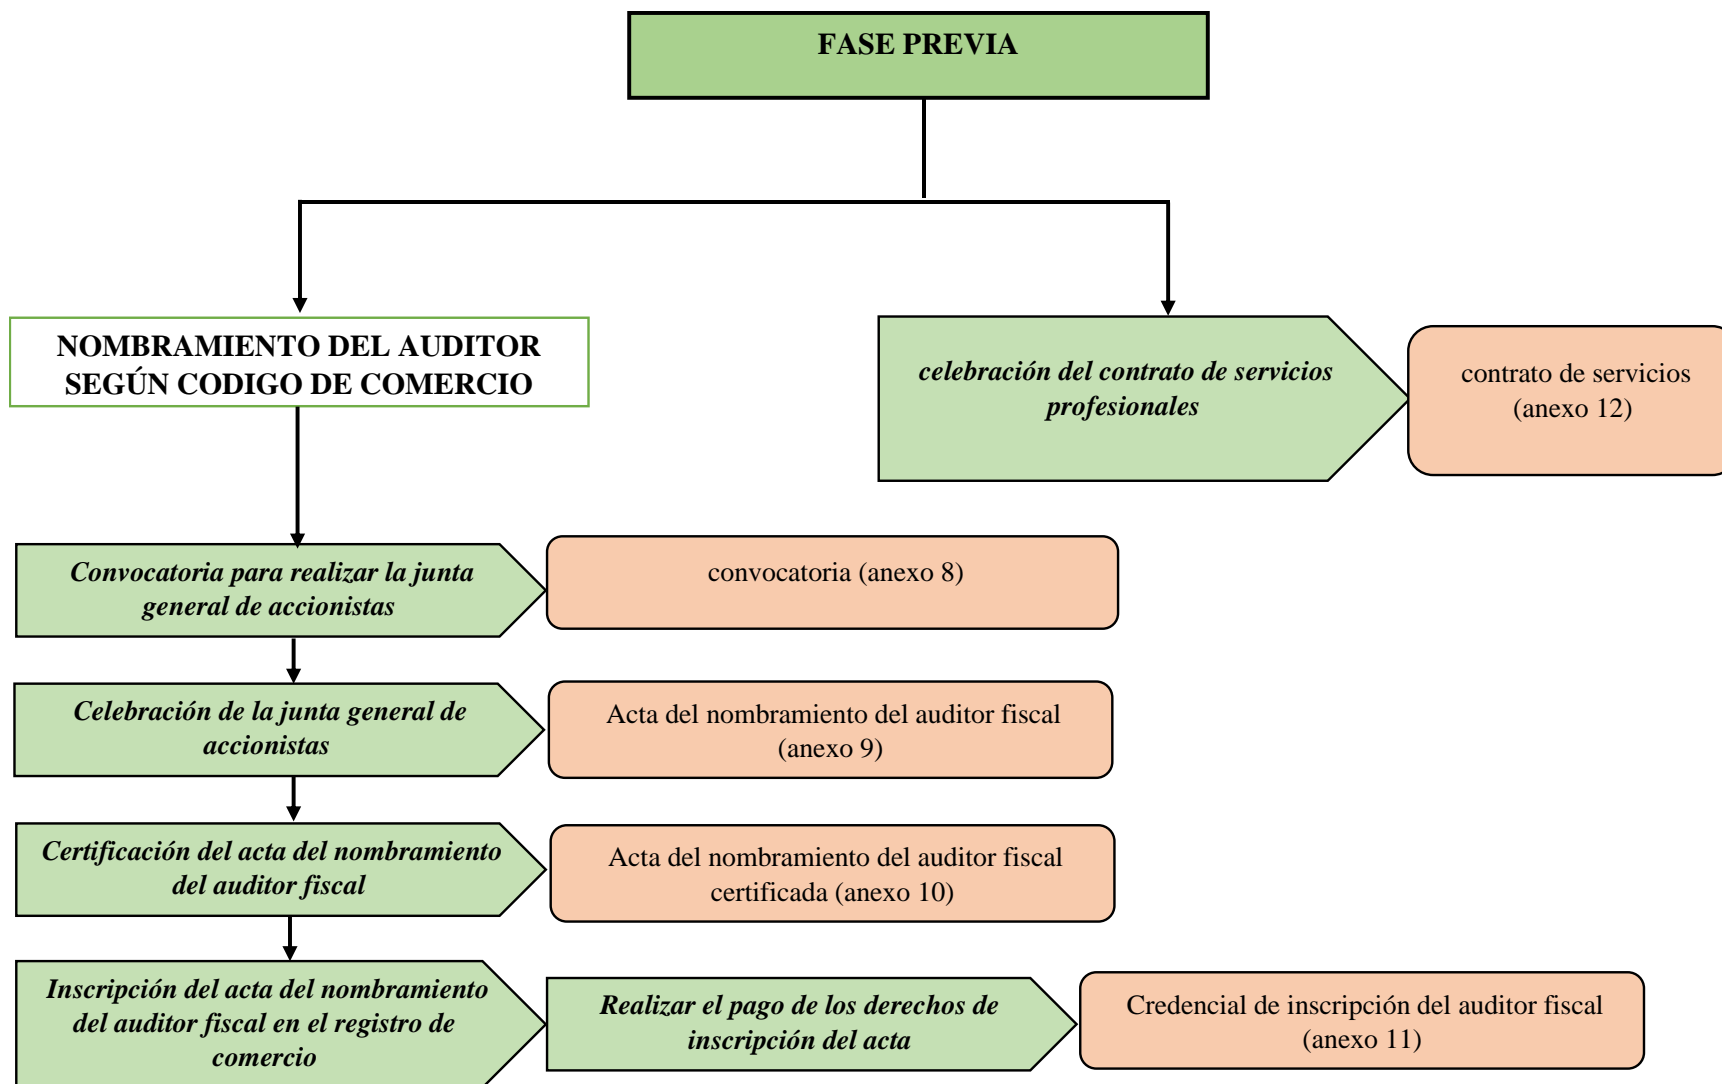 FASE PREVIA
NOMBRAMIENTO DEL AUDITOR
SEGÚN CODIGO DE COMERCIO
celebración del contrato de servicios
profesionales
contrato de servicios
(anexo 12)
Convocatoria para realizar la junta
general de accionistas
convocatoria (anexo 8)
Celebración de la junta general de
accionistas
Acta del nombramiento del auditor fiscal
(anexo 9)
Certificación del acta del nombramiento
del auditor fiscal
Acta del nombramiento del auditor fiscal
certificada (anexo 10)
Inscripción del acta del nombramiento
del auditor fiscal en el registro de
comercio
Realizar el pago de los derechos de
inscripción del acta
Credencial de inscripción del auditor fiscal
(anexo 11)